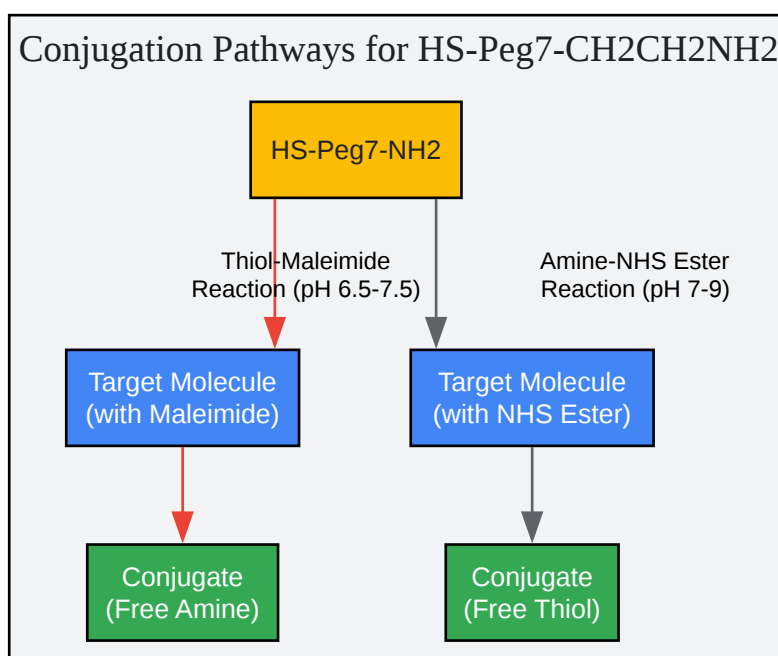 Conjugation Pathways for HS-Peg7-CH2CH2NH2
HS-Peg7-NH2
Thiol-Maleimide
Reaction (pH 6.5-7.5)
Amine-NHS Ester
Reaction (pH 7-9)
Target Molecule
(with Maleimide)
Target Molecule
(with NHS Ester)
Conjugate
(Free Amine)
Conjugate
(Free Thiol)